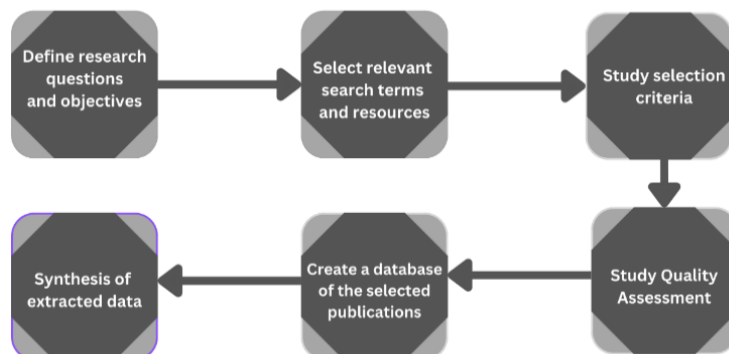 Define research
questions
and objectives
Select relevant
search terms
and resources
Study selection
criteria
Study Quality
Assessment
Create a database
of the selected
publications
Synthesis of
extracted data